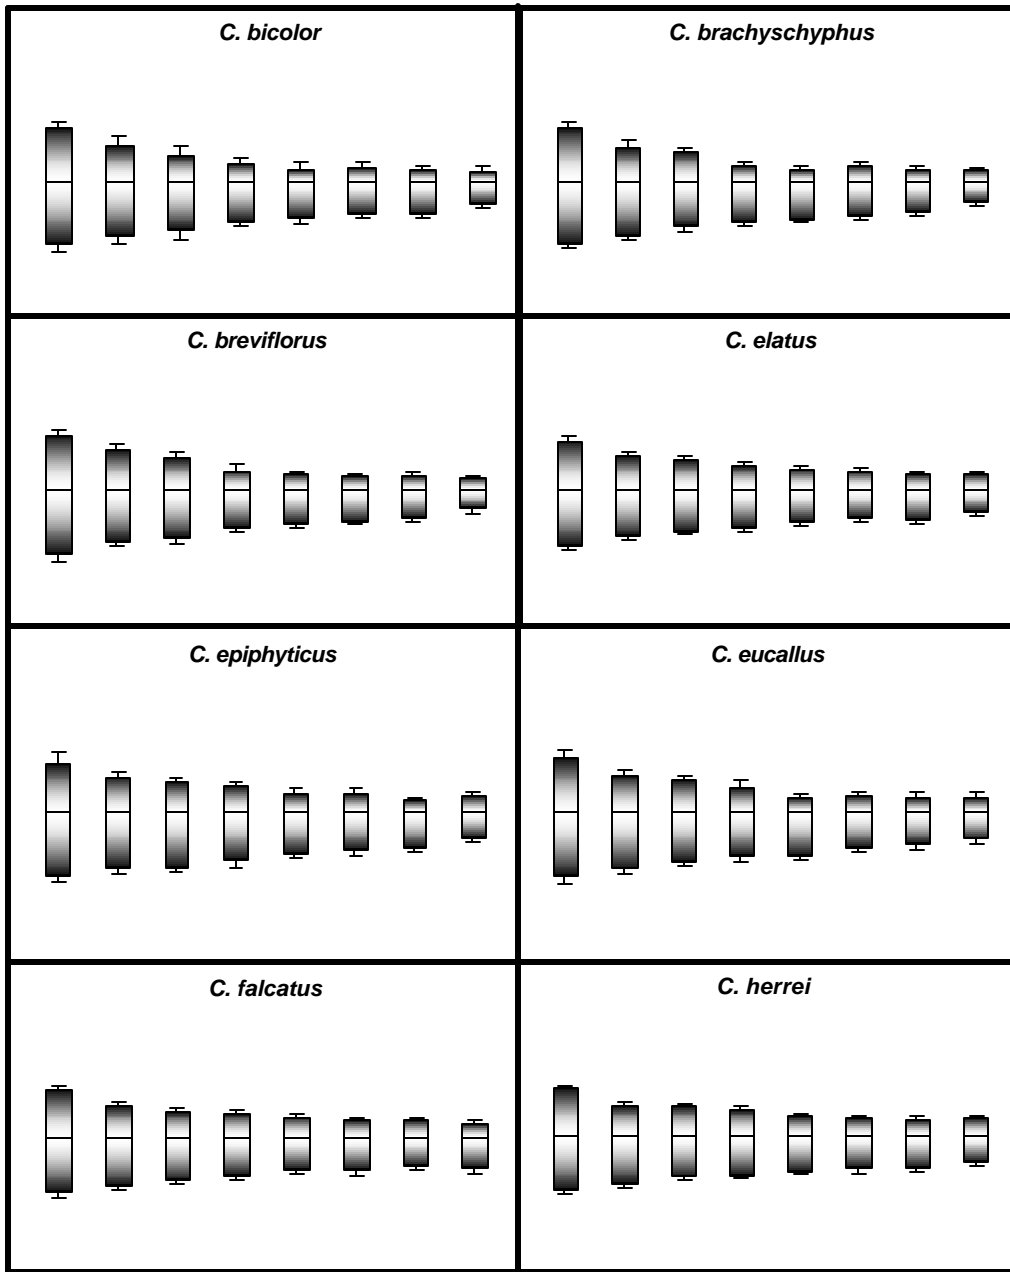 C. bicolor
C. brachyschyphus
C. breviflorus
C. elatus
C. epiphyticus
C. eucallus
C. falcatus
C. herrei